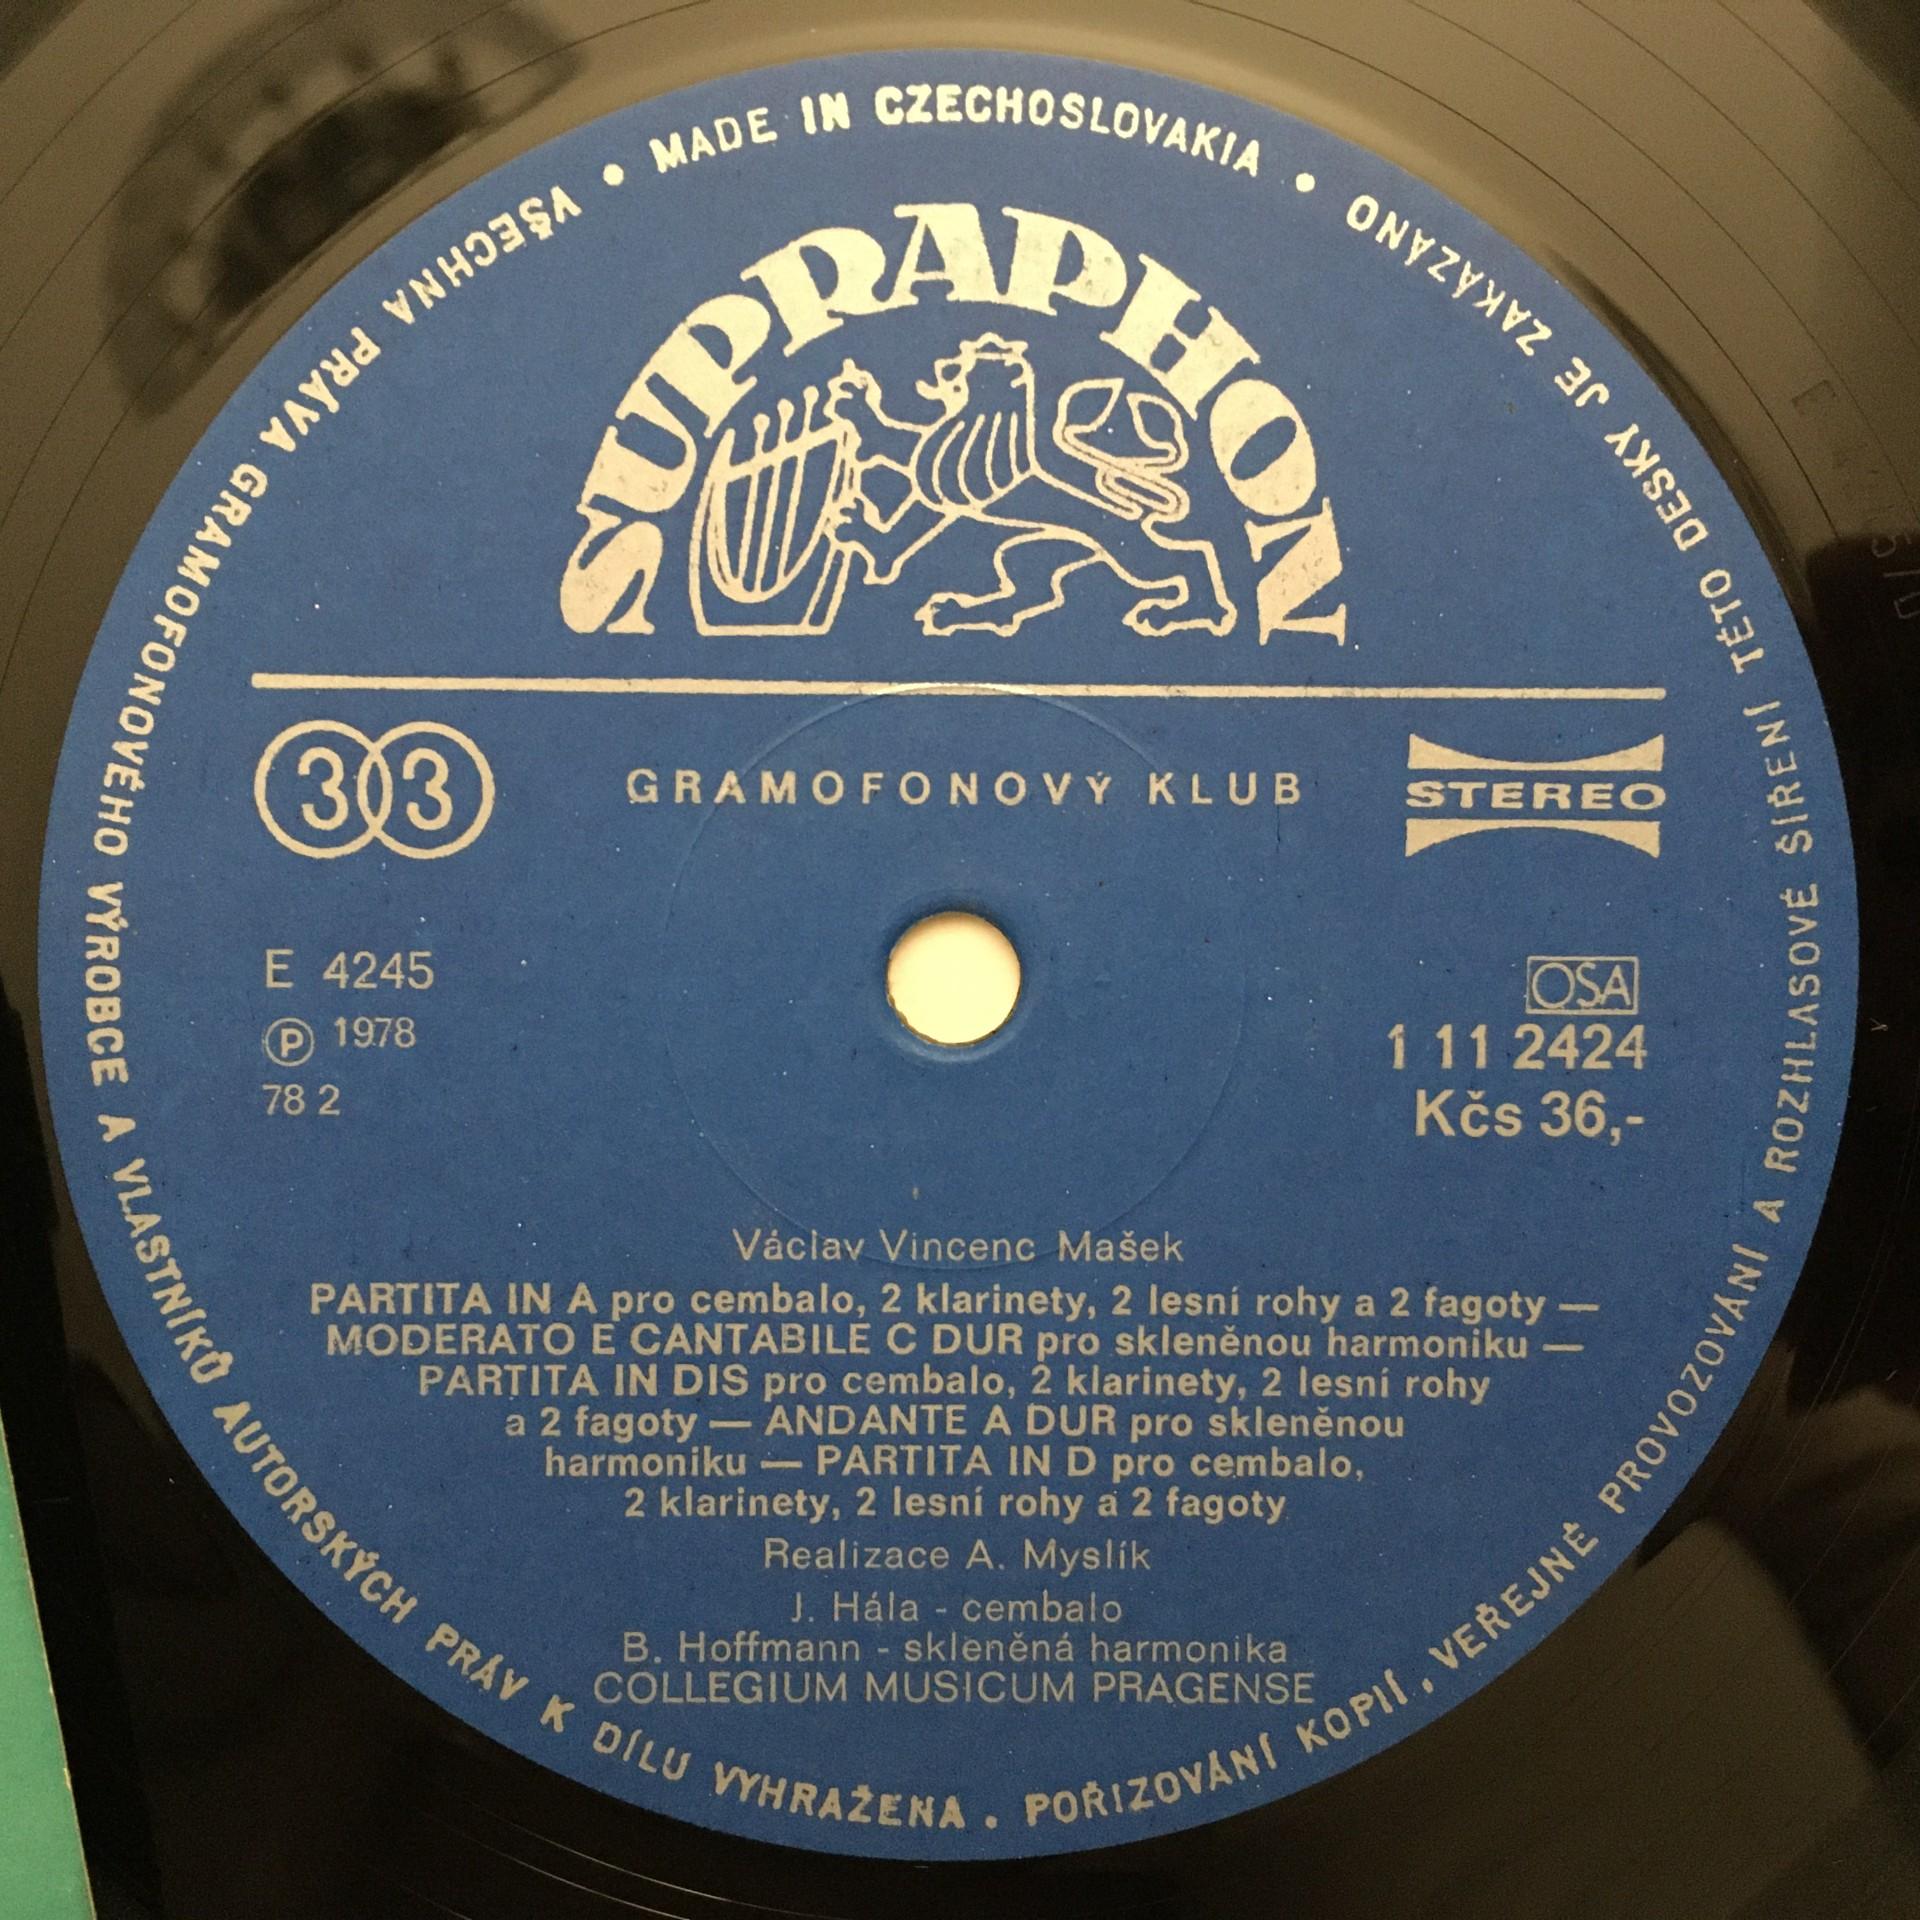 MADE IN CZECHOSLOVAKIA •
VŠECHNA PRÁVA GRAMOFONOVÉHO VÝROBCE A VLASTNÍKŮ AUTORSKÝCH PRÁV K DÍLU VYHRAŽENA . POŘIZOVÁNÍ KOPIÍ, VEŘEJNÉ PROVOZOVÁNÍ A ROZHLASOVÉ ŠÍŘENÍ TÉTO DESKY JE ZAKÁZÁNO •
SUPRAPHON
33
GRAMOFONOVÝ KLUB
STEREO
E 4245
Ⓟ 1978
78 2
OSA
1 11 2424
Kčs 36,-
Václav Vincenc Mašek
PARTITA IN A pro cembalo, 2 klarinety, 2 lesní rohy a 2 fagoty —
MODERATO E CANTABILE C DUR pro skleněnou harmoniku —
PARTITA IN DIS pro cembalo, 2 klarinety, 2 lesní rohy
a 2 fagoty — ANDANTE A DUR pro skleněnou
harmoniku — PARTITA IN D pro cembalo,
2 klarinety, 2 lesní rohy a 2 fagoty
Realizace A. Myslík
J. Hála - cembalo
B. Hoffmann - skleněná harmonika
COLLEGIUM MUSICUM PRAGENSE